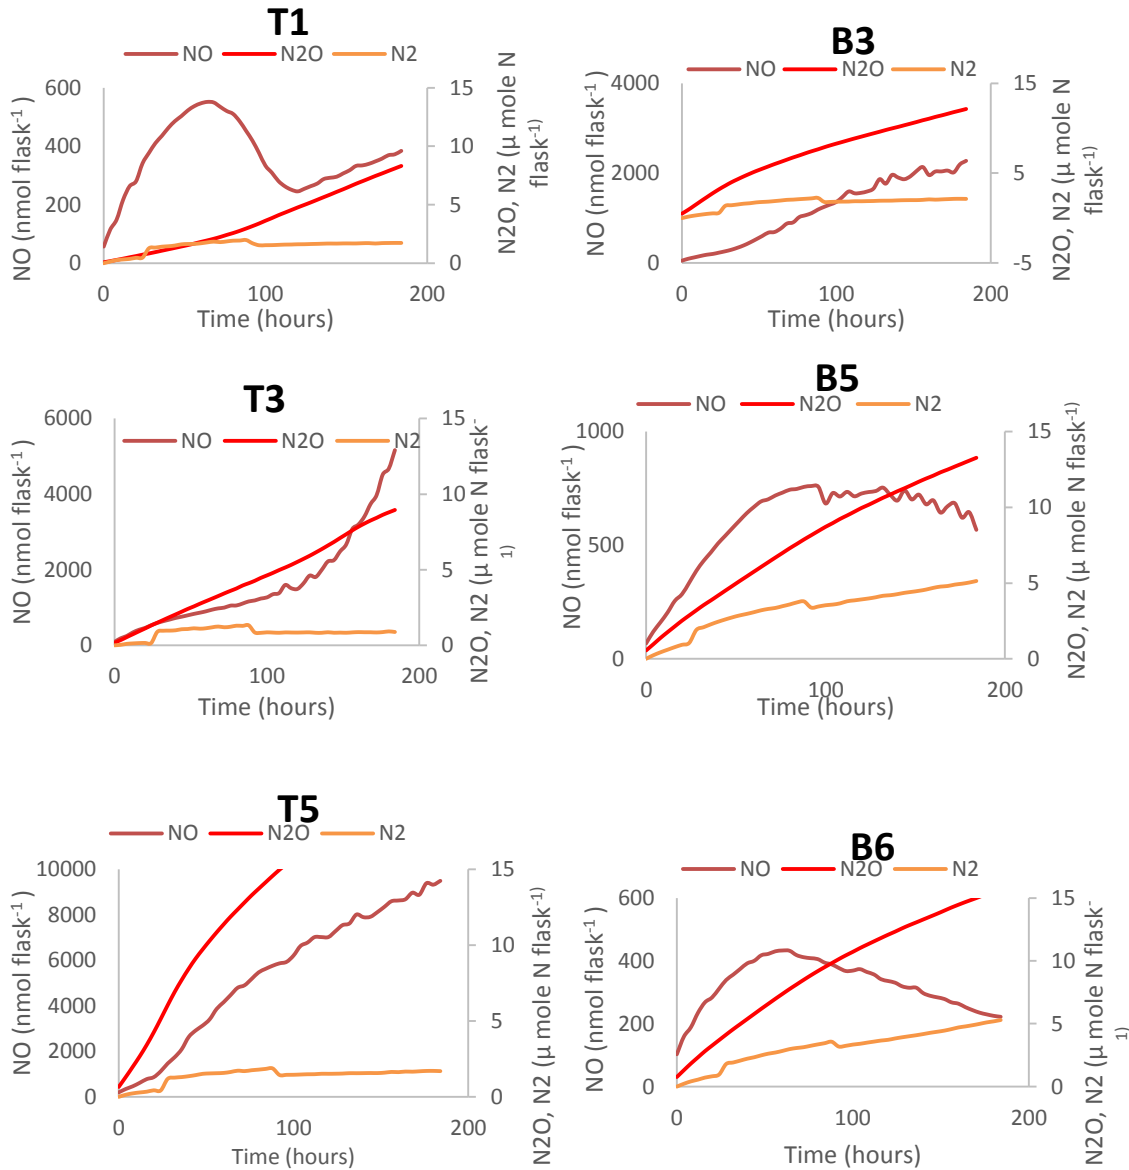 T1
NO N2O N2
600
400
200
0
15
10
5
0
0 100 200
Time (hours)
NO (nmol flask-1 )
N2O, N2 (µ mole N
flask-1)
B3
NO N2O N2
4000
2000
0
15
5
-5
0 100 200
Time (hours)
NO (nmol flask-1 )
N2O, N2 (µ mole N
flask-1)
T3
NO N2O N2
6000
4000
2000
0
15
10
5
0
0 100 200
Time (hours)
NO (nmol flask-1 )
N2O, N2 (µ mole N flask-
1)
B5
NO N2O N2
1000
500
0
15
10
5
0
0 100 200
Time (hours)
NO (nmol flask-1 )
N2O, N2 (µ mole N flask-1)
T5
NO N2O N2
10000
8000
6000
4000
2000
0
15
10
5
0
0 100 200
Time (hours)
NO (nmol flask-1 )
N2O, N2 (µ mole N flask-1)
B6
NO N2O N2
600
400
200
0
15
10
5
0
0 100 200
Time (hours)
NO (nmol flask-1 )
N2O, N2 (µ mole N flask-
1)